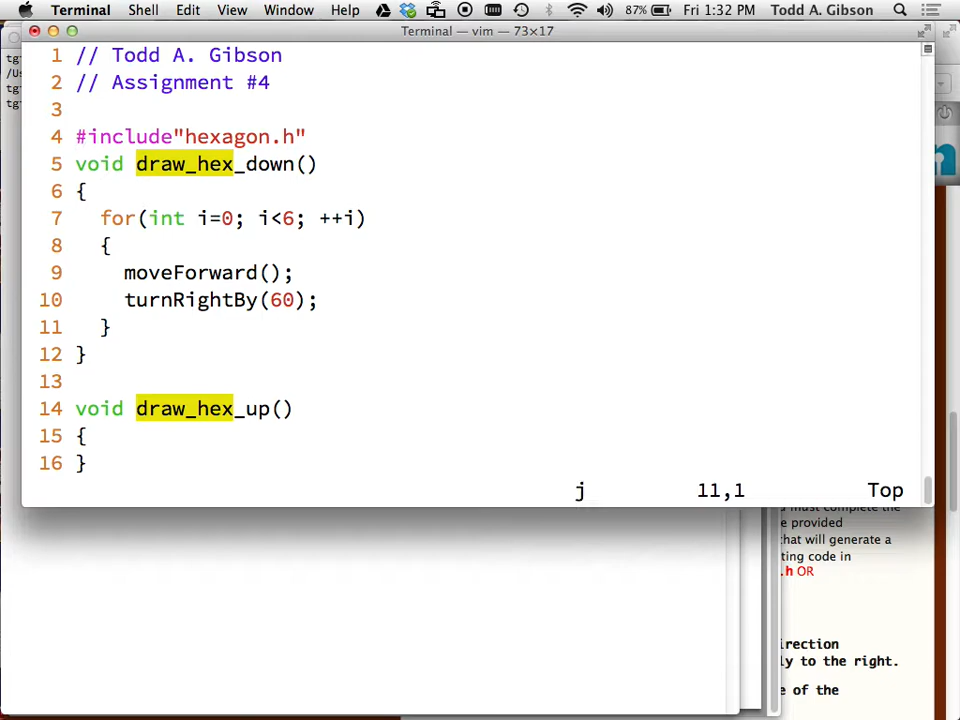 Terminal Shell Edit View Window Help 87% Fri 1:32 PM Todd A. Gibson
Terminal — vim — 73×17
1 // Todd A. Gibson
2 // Assignment #4
3
4 #include"hexagon.h"
5 void draw_hex_down()
6 {
7 for(int i=0; i<6; ++i)
8 {
9 moveForward();
10 turnRightBy(60);
11 }
12 }
13
14 void draw_hex_up()
15 {
16 }
j 11,1 Top
must complete the
e provided
that will generate a
ting code in
.h OR
irection
ly to the right.
e of the